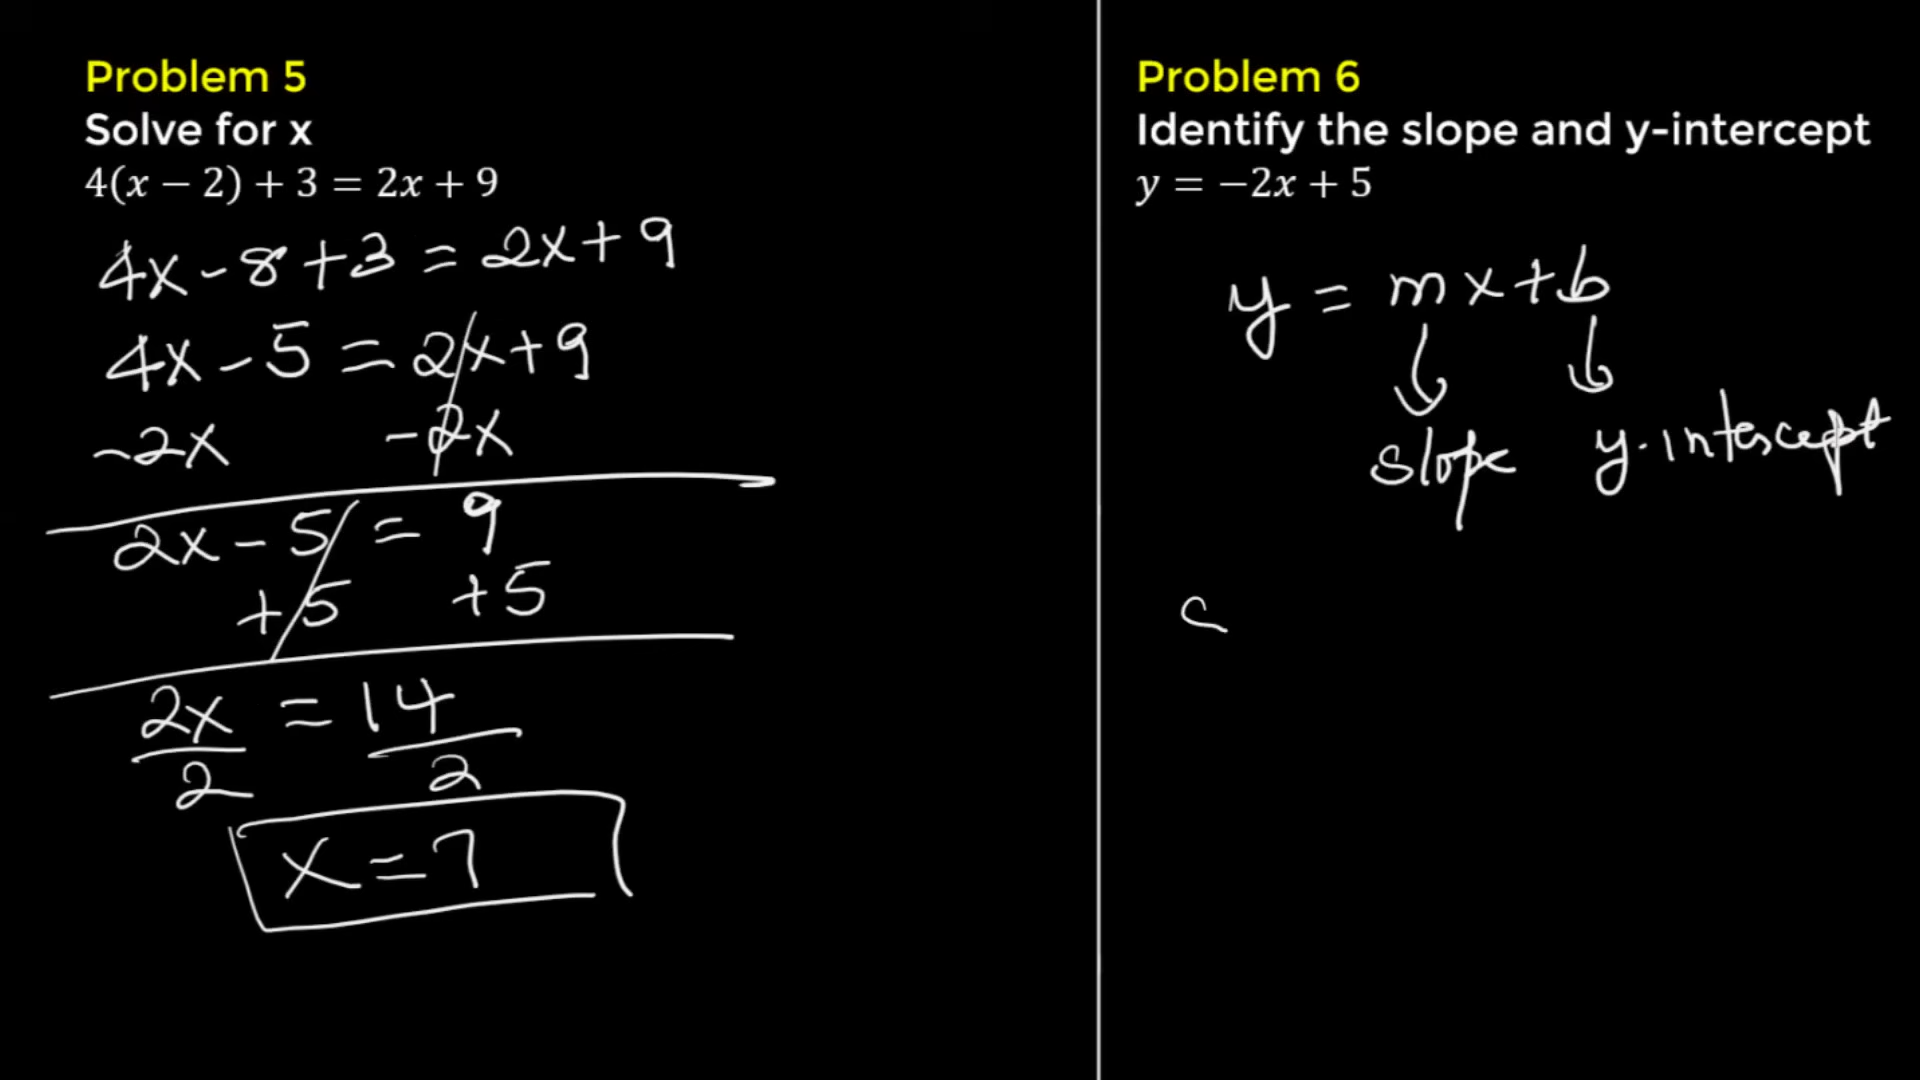 Problem 5
Solve for x
4(x − 2) + 3 = 2x + 9
4x - 8 + 3 = 2x + 9
4x - 5 = 2x + 9
-2x -2x
2x - 5 = 9
+5 +5
2x = 14
2 2
x = 7
Problem 6
Identify the slope and y-intercept
y = −2x + 5
y = mx + b
slope y-intercept